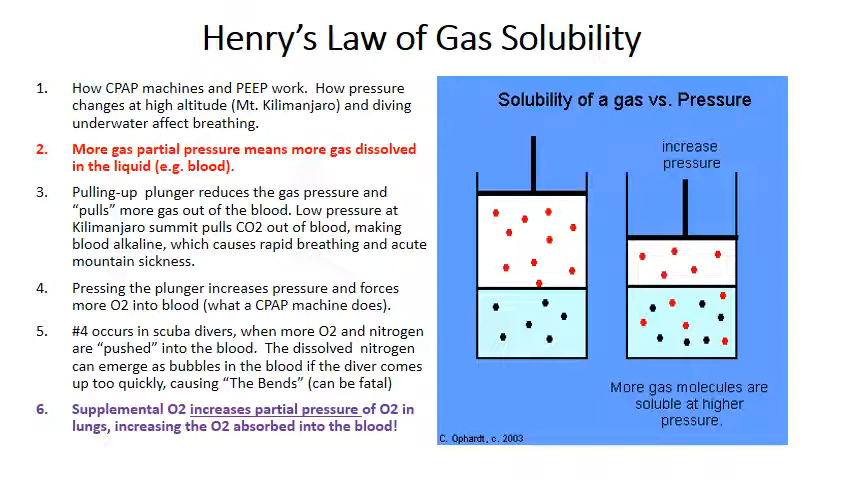 Henry's Law of Gas Solubility
1. How CPAP machines and PEEP work. How pressure
changes at high altitude (Mt. Kilimanjaro) and diving
underwater affect breathing.
2. More gas partial pressure means more gas dissolved
in the liquid (e.g. blood).
3. Pulling-up plunger reduces the gas pressure and
“pulls” more gas out of the blood. Low pressure at
Kilimanjaro summit pulls CO2 out of blood, making
blood alkaline, which causes rapid breathing and acute
mountain sickness.
4. Pressing the plunger increases pressure and forces
more O2 into blood (what a CPAP machine does).
5. #4 occurs in scuba divers, when more O2 and nitrogen
are “pushed” into the blood. The dissolved nitrogen
can emerge as bubbles in the blood if the diver comes
up too quickly, causing “The Bends” (can be fatal)
6. Supplemental O2 increases partial pressure of O2 in
lungs, increasing the O2 absorbed into the blood!
Solubility of a gas vs. Pressure
increase
pressure
More gas molecules are
soluble at higher
pressure.
C. Ophardt, c. 2003